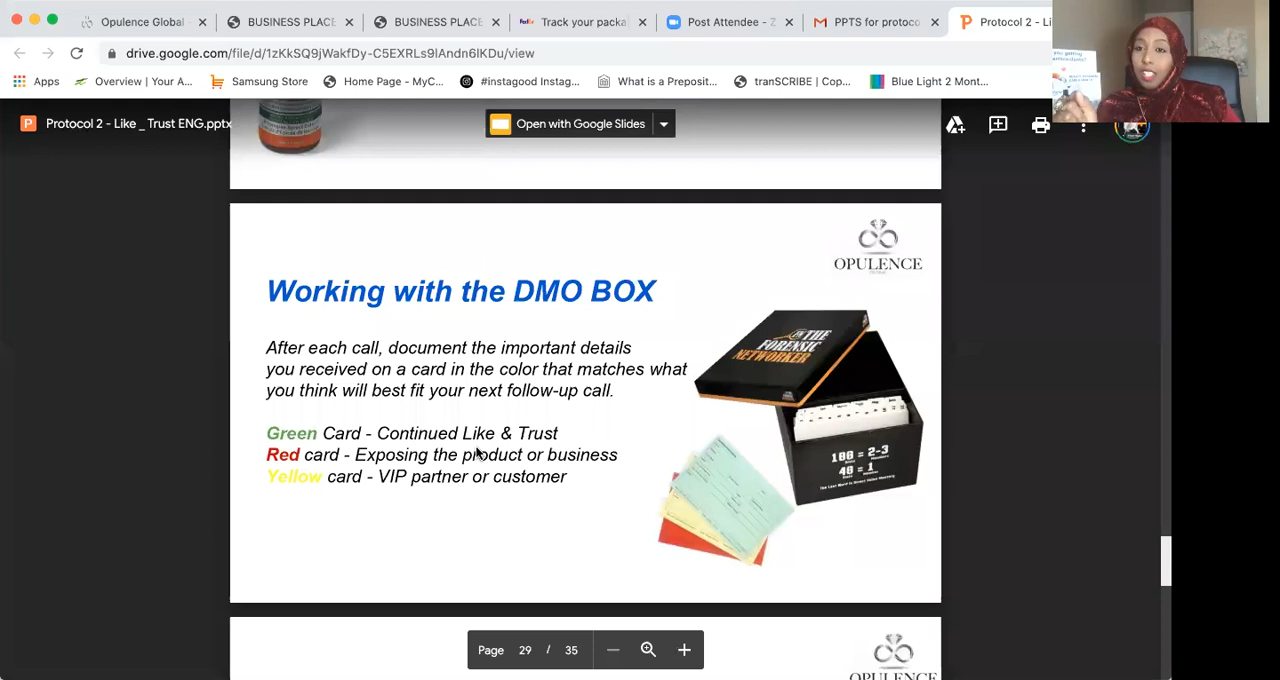 Opulence Global
BUSINESS PLACE
BUSINESS PLACE
Track your packa
Post Attendee - Z
PPTS for protoco
Protocol 2 - Li
drive.google.com/file/d/1zKkSQ9jWakfDy-C5EXRLs9IAndn6lKDu/view
Apps
Overview | Your A...
Samsung Store
Home Page - MyC...
#instagood Instag...
What is a Preposit...
tranSCRIBE | Cop...
Blue Light 2 Mont...
Protocol 2 - Like _ Trust ENG.pptx
Open with Google Slides
OPULENCE
Working with the DMO BOX
After each call, document the important details
you received on a card in the color that matches what
you think will best fit your next follow-up call.
Green Card - Continued Like & Trust
Red card - Exposing the product or business
Yellow card - VIP partner or customer
THE
FORENSIC
NETWORKER
100 = 2-3
40 = 1
Page 29 / 35
OPULENCE